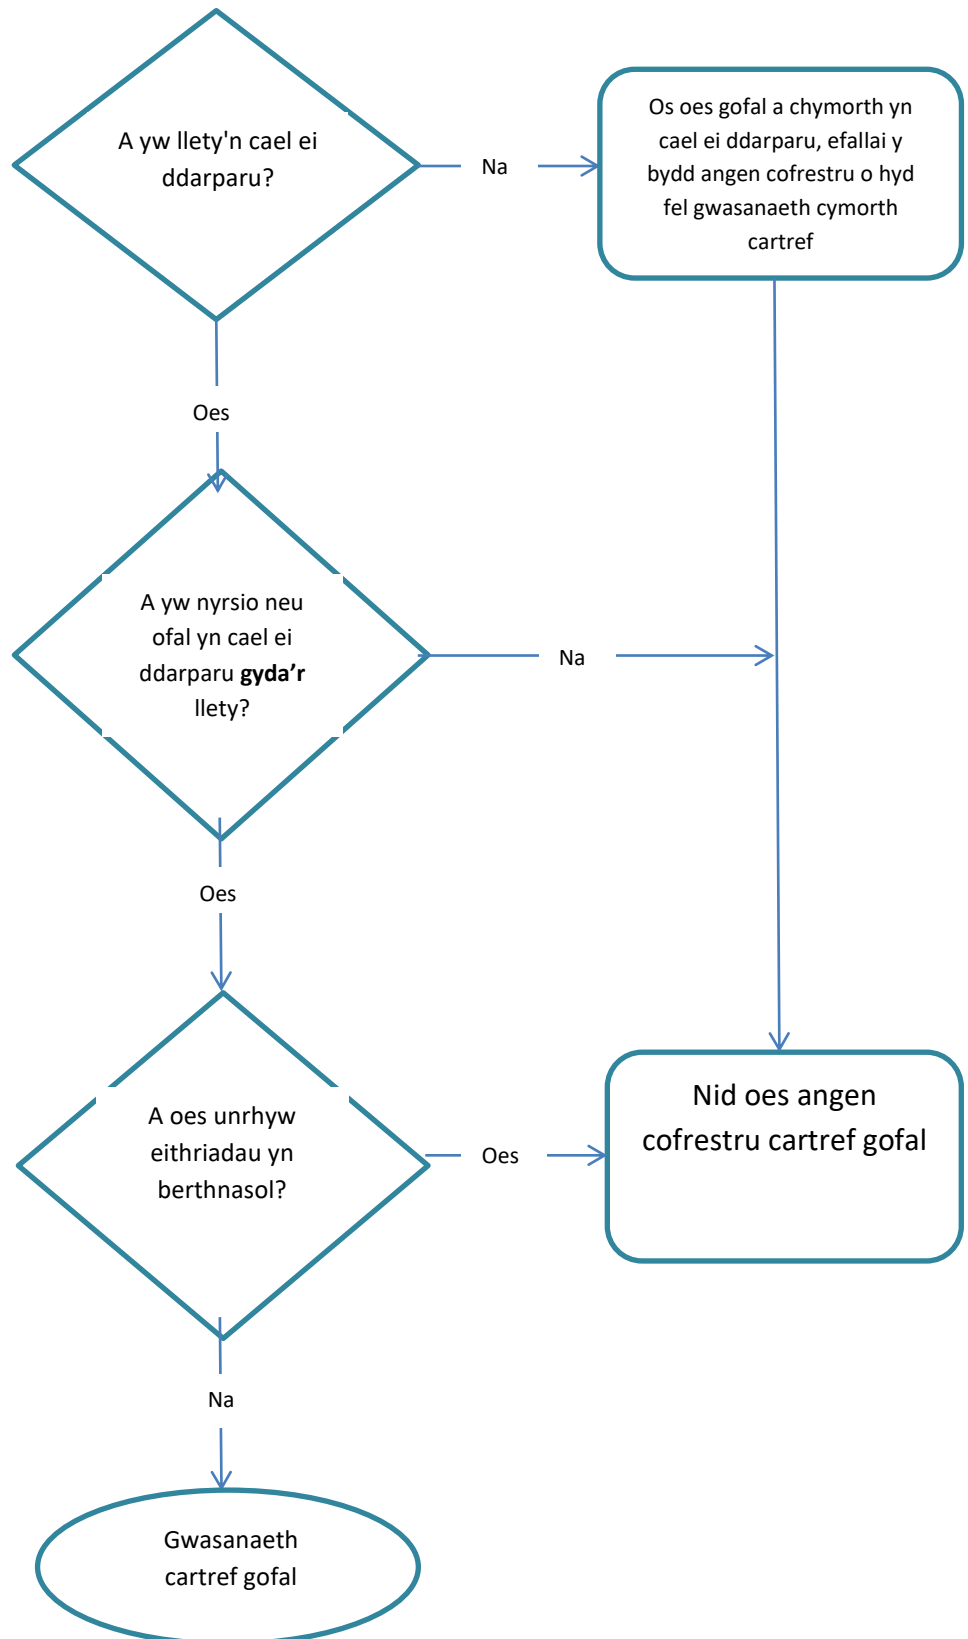 A yw llety'n cael ei
ddarparu?
Na
Os oes gofal a chymorth yn
cael ei ddarparu, efallai y
bydd angen cofrestru o hyd
fel gwasanaeth cymorth
cartref
Oes
A yw nyrsio neu
ofal yn cael ei
ddarparu gyda’r
llety?
Na
Oes
A oes unrhyw
eithriadau yn
berthnasol?
Oes
Nid oes angen
cofrestru cartref gofal
Na
Gwasanaeth
cartref gofal